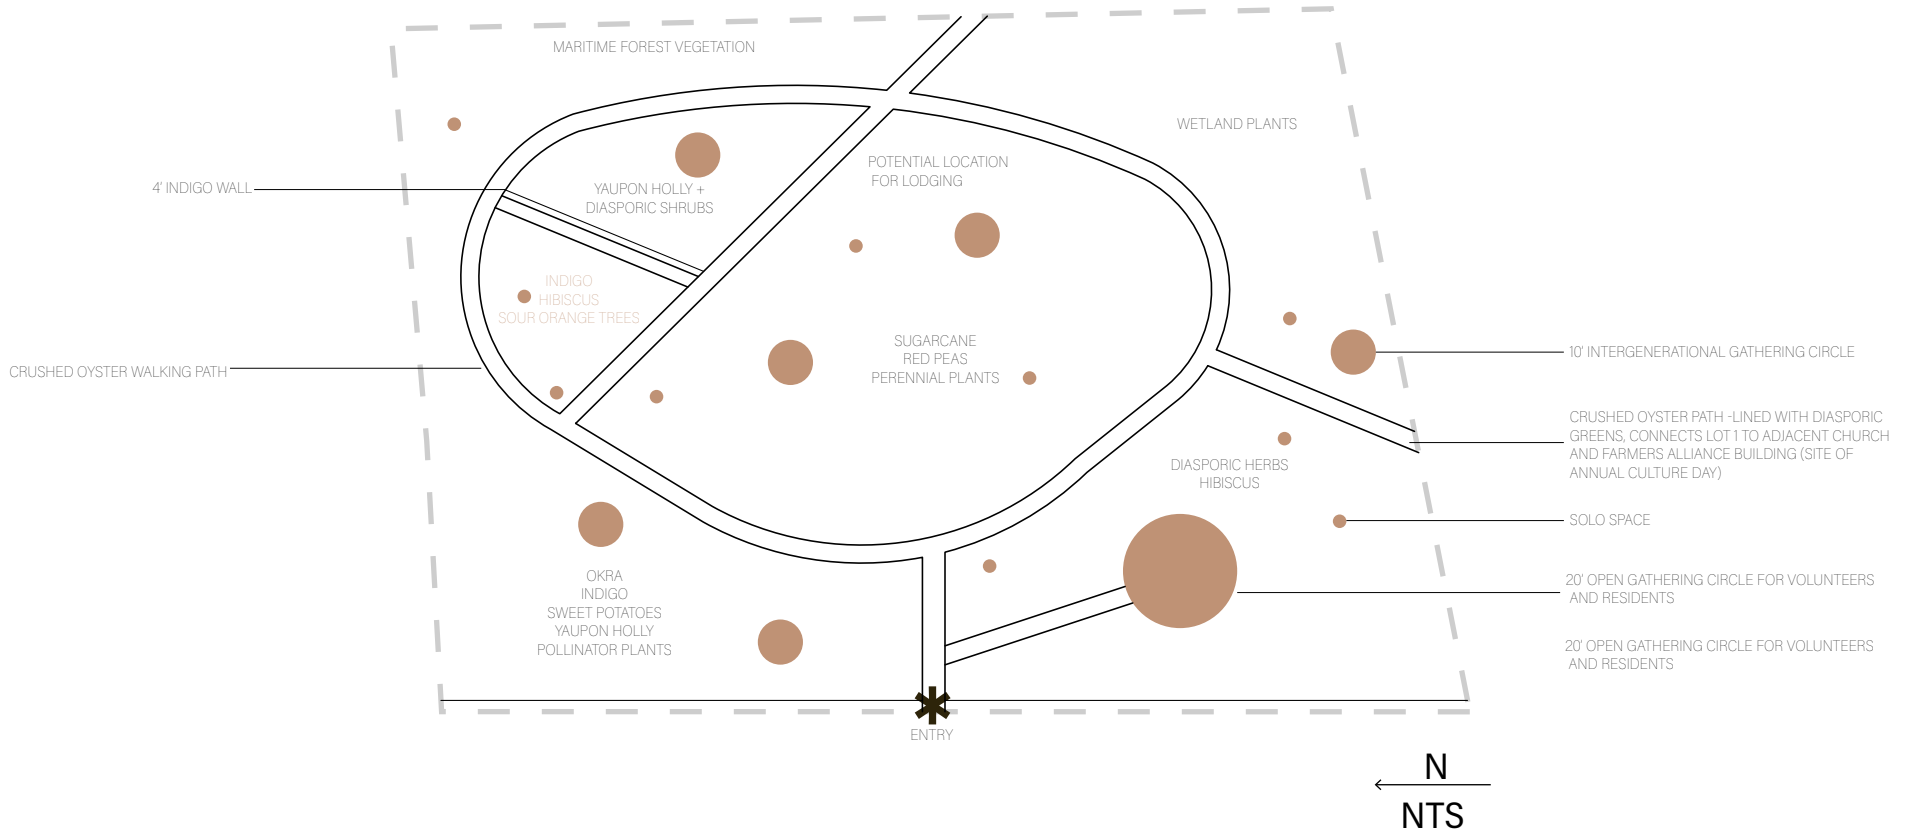 MARITIME FOREST VEGETATION
WETLAND PLANTS
POTENTIAL LOCATION
FOR LODGING
4' INDIGO WALL
YAUPON HOLLY +
DIASPORIC SHRUBS
INDIGO
HIBISCUS
SOUR ORANGE TREES
SUGARCANE
RED PEAS
PERENNIAL PLANTS
CRUSHED OYSTER WALKING PATH
10' INTERGENERATIONAL GATHERING CIRCLE
CRUSHED OYSTER PATH -LINED WITH DIASPORIC
GREENS, CONNECTS LOT 1 TO ADJACENT CHURCH
AND FARMERS ALLIANCE BUILDING (SITE OF
ANNUAL CULTURE DAY)
DIASPORIC HERBS
HIBISCUS
SOLO SPACE
OKRA
INDIGO
SWEET POTATOES
YAUPON HOLLY
POLLINATOR PLANTS
20' OPEN GATHERING CIRCLE FOR VOLUNTEERS
AND RESIDENTS
20' OPEN GATHERING CIRCLE FOR VOLUNTEERS
AND RESIDENTS
ENTRY
N
NTS